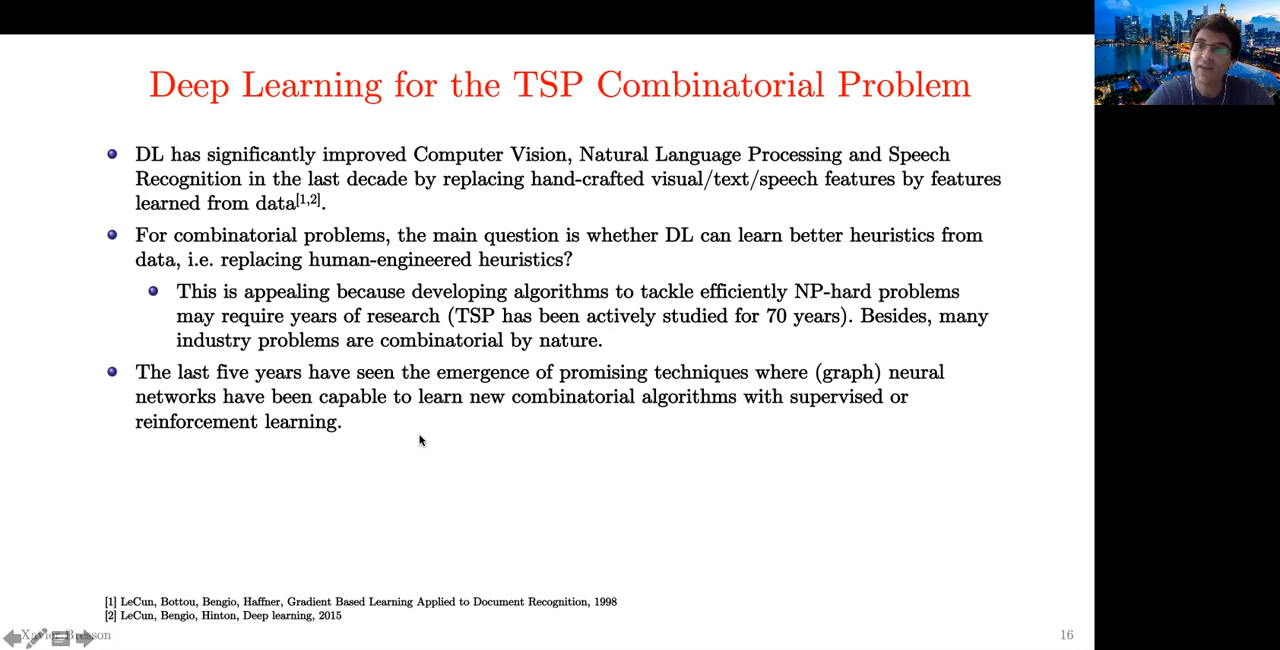 Deep Learning for the TSP Combinatorial Problem
DL has significantly improved Computer Vision, Natural Language Processing and Speech
Recognition in the last decade by replacing hand-crafted visual/text/speech features by features
learned from data[1,2].
For combinatorial problems, the main question is whether DL can learn better heuristics from
data, i.e. replacing human-engineered heuristics?
This is appealing because developing algorithms to tackle efficiently NP-hard problems
may require years of research (TSP has been actively studied for 70 years). Besides, many
industry problems are combinatorial by nature.
The last five years have seen the emergence of promising techniques where (graph) neural
networks have been capable to learn new combinatorial algorithms with supervised or
reinforcement learning.
[1] LeCun, Bottou, Bengio, Haffner, Gradient Based Learning Applied to Document Recognition, 1998
[2] LeCun, Bengio, Hinton, Deep learning, 2015
Xavier Bresson
16